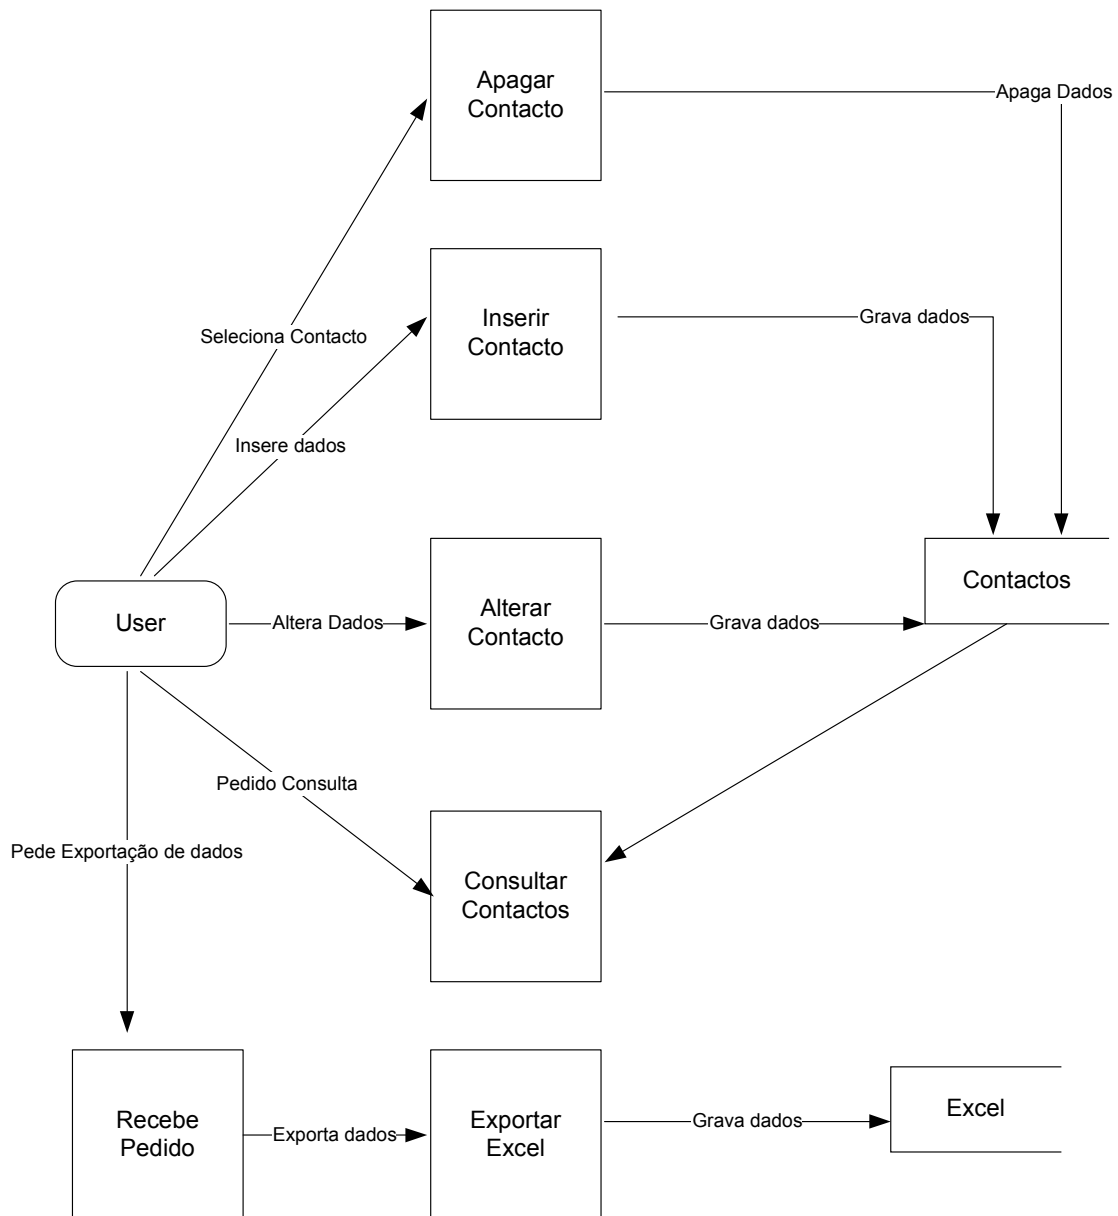 Apagar
Contacto
Apaga Dados
Inserir
Contacto
Grava dados
Seleciona Contacto
Insere dados
Contactos
User
Altera Dados
Alterar
Contacto
Grava dados
Pedido Consulta
Pede Exportação de dados
Consultar
Contactos
Recebe
Pedido
Exporta dados
Exportar
Excel
Grava dados
Excel